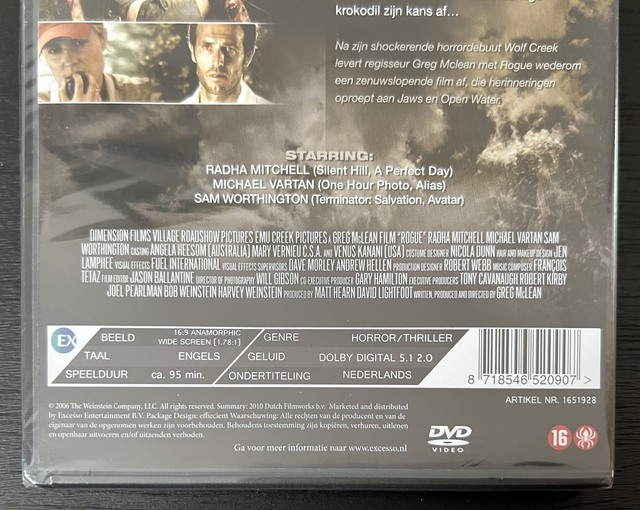 krokodil zijn kans af...
Na zijn shockerende horrordebuut Wolf Creek
levert regisseur Greg Mclean met Rogue wederom
een zenuwslopende film af, die herinneringen
oproept aan Jaws en Open Water.
STARRING:
RADHA MITCHELL (Silent Hill, A Perfect Day)
MICHAEL VARTAN (One Hour Photo, Alias)
SAM WORTHINGTON (Terminator: Salvation, Avatar)
DIMENSION FILMS VILLAGE ROADSHOW PICTURES EMU CREEK PICTURES & GREG McLEAN FILM "ROGUE" RADHA MITCHELL MICHAEL VARTAN SAM
WORTHINGTON CASTING ANGELA HEESOM (AUSTRALIA) MARY VERNIEU C.S.A. AND VENUS KANANI (USA) COSTUME DESIGNER NICOLA DUNN HAIR AND MAKEUP DESIGN JEN
LAMPHEE VISUAL EFFECTS FUEL INTERNATIONAL VISUAL EFFECTS SUPERVISORS DAVE MORLEY ANDREW HELLEN PRODUCTION DESIGNER ROBERT WEBB MUSIC COMPOSER FRANÇOIS
TETAZ FILM EDITOR JASON BALLANTINE DIRECTOR OF PHOTOGRAPHY WILL GIBSON CO-EXECUTIVE PRODUCER GARY HAMILTON EXECUTIVE PRODUCERS TONY CAVANAUGH ROBERT KIRBY
JOEL PEARLMAN BOB WEINSTEIN HARVEY WEINSTEIN PRODUCED BY MATT HEARN DAVID LIGHTFOOT WRITTEN, PRODUCED AND DIRECTED BY GREG McLEAN
EX BEELD 16:9 ANAMORPHIC WIDE SCREEN [1.78:1] GENRE HORROR/THRILLER
TAAL ENGELS GELUID DOLBY DIGITAL 5.1 2.0
SPEELDUUR ca. 95 min. ONDERTITELING NEDERLANDS
8 718546 520907 >
ARTIKEL NR. 1651928
© 2006 The Weinstein Company, LLC. All rights reserved. Summary: 2010 Dutch Filmworks b.v. Marketed and distributed
by Excesso Entertainment B.V. Package Design: efficient Waarschuwing: Alle rechten van de producent en van de
eigenaar van de opgenomen werken zijn voorbehouden. Behoudens toestemming zijn kopiëren, verhuren, uitlenen
en openbaar uitvoeren en/of uitzenden verboden.
Ga voor meer informatie naar www.excesso.nl
DVD
VIDEO
16